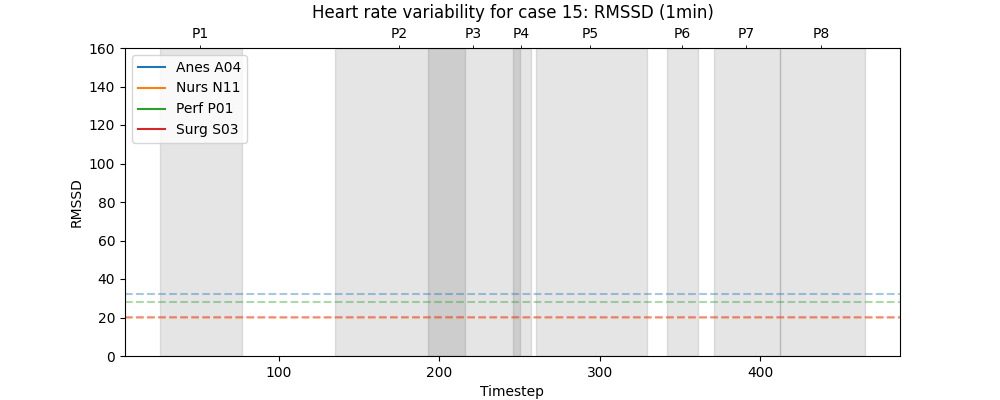 Heart rate variability for case 15: RMSSD (1min)
P1 P2 P3 P4 P5 P6 P7 P8
160
140
120
100
80
60
40
20
0
RMSSD
Anes A04
Nurs N11
Perf P01
Surg S03
100 200 300 400
Timestep